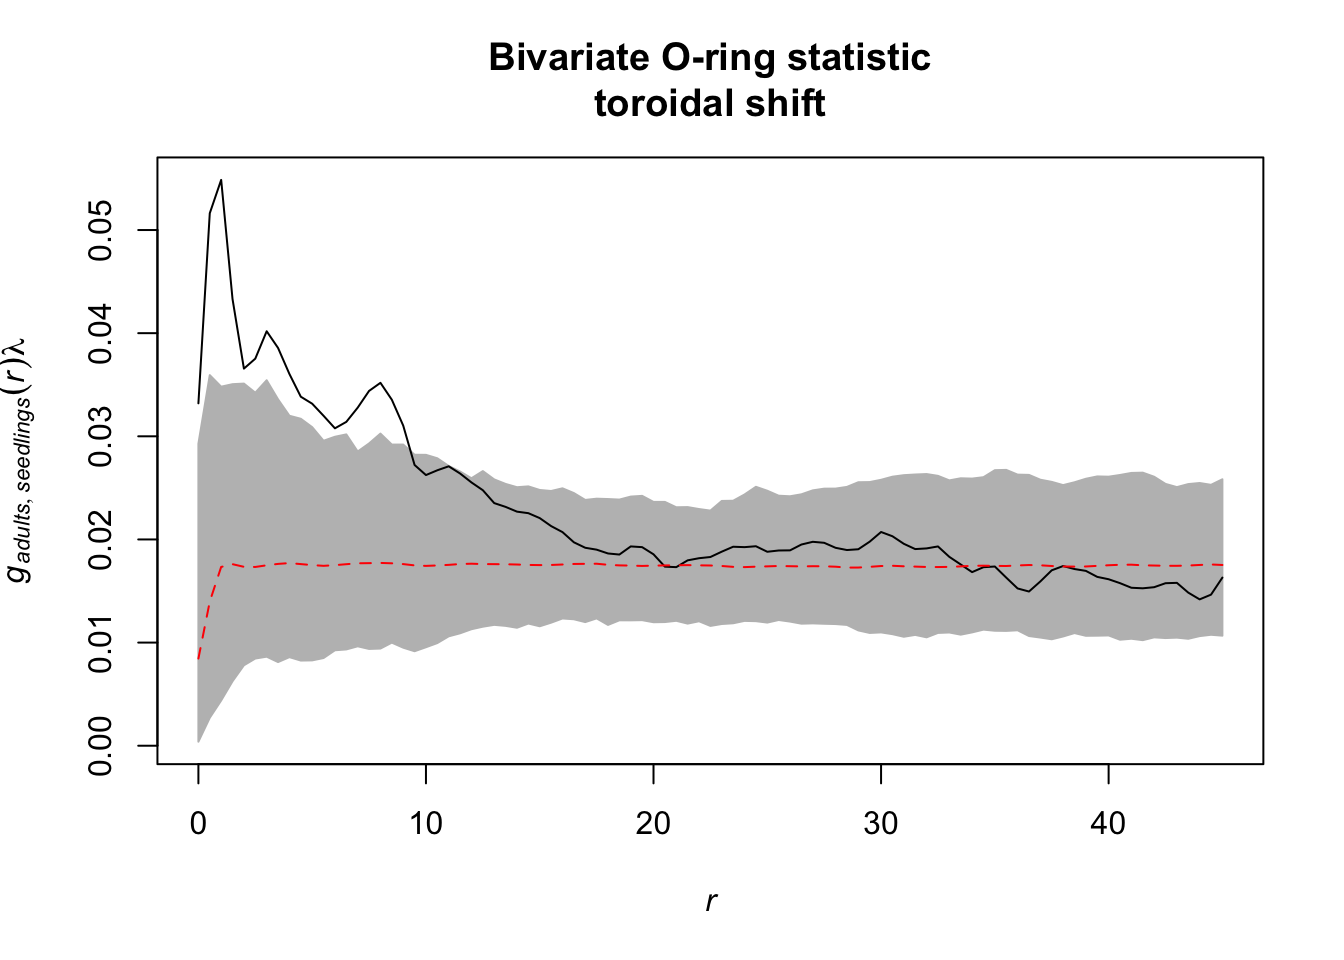 Bivariate O-ring statistic
toroidal shift
g adults, seedlings(r)λ
0.05
0.04
0.03
0.02
0.01
0.00
0 10 20 30 40
r